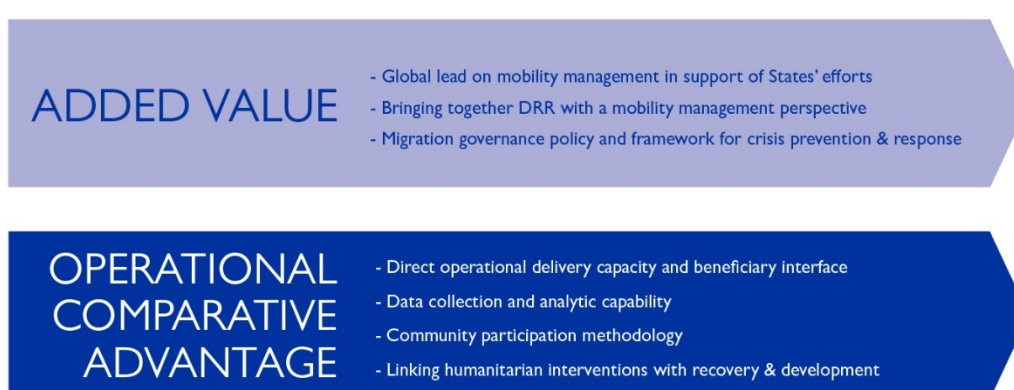 ADDED VALUE
- Global lead on mobility management in support of States' efforts
- Bringing together DRR with a mobility management perspective
- Migration governance policy and framework for crisis prevention & response
OPERATIONAL
COMPARATIVE
ADVANTAGE
- Direct operational delivery capacity and beneficiary interface
- Data collection and analytic capability
- Community participation methodology
- Linking humanitarian interventions with recovery & development